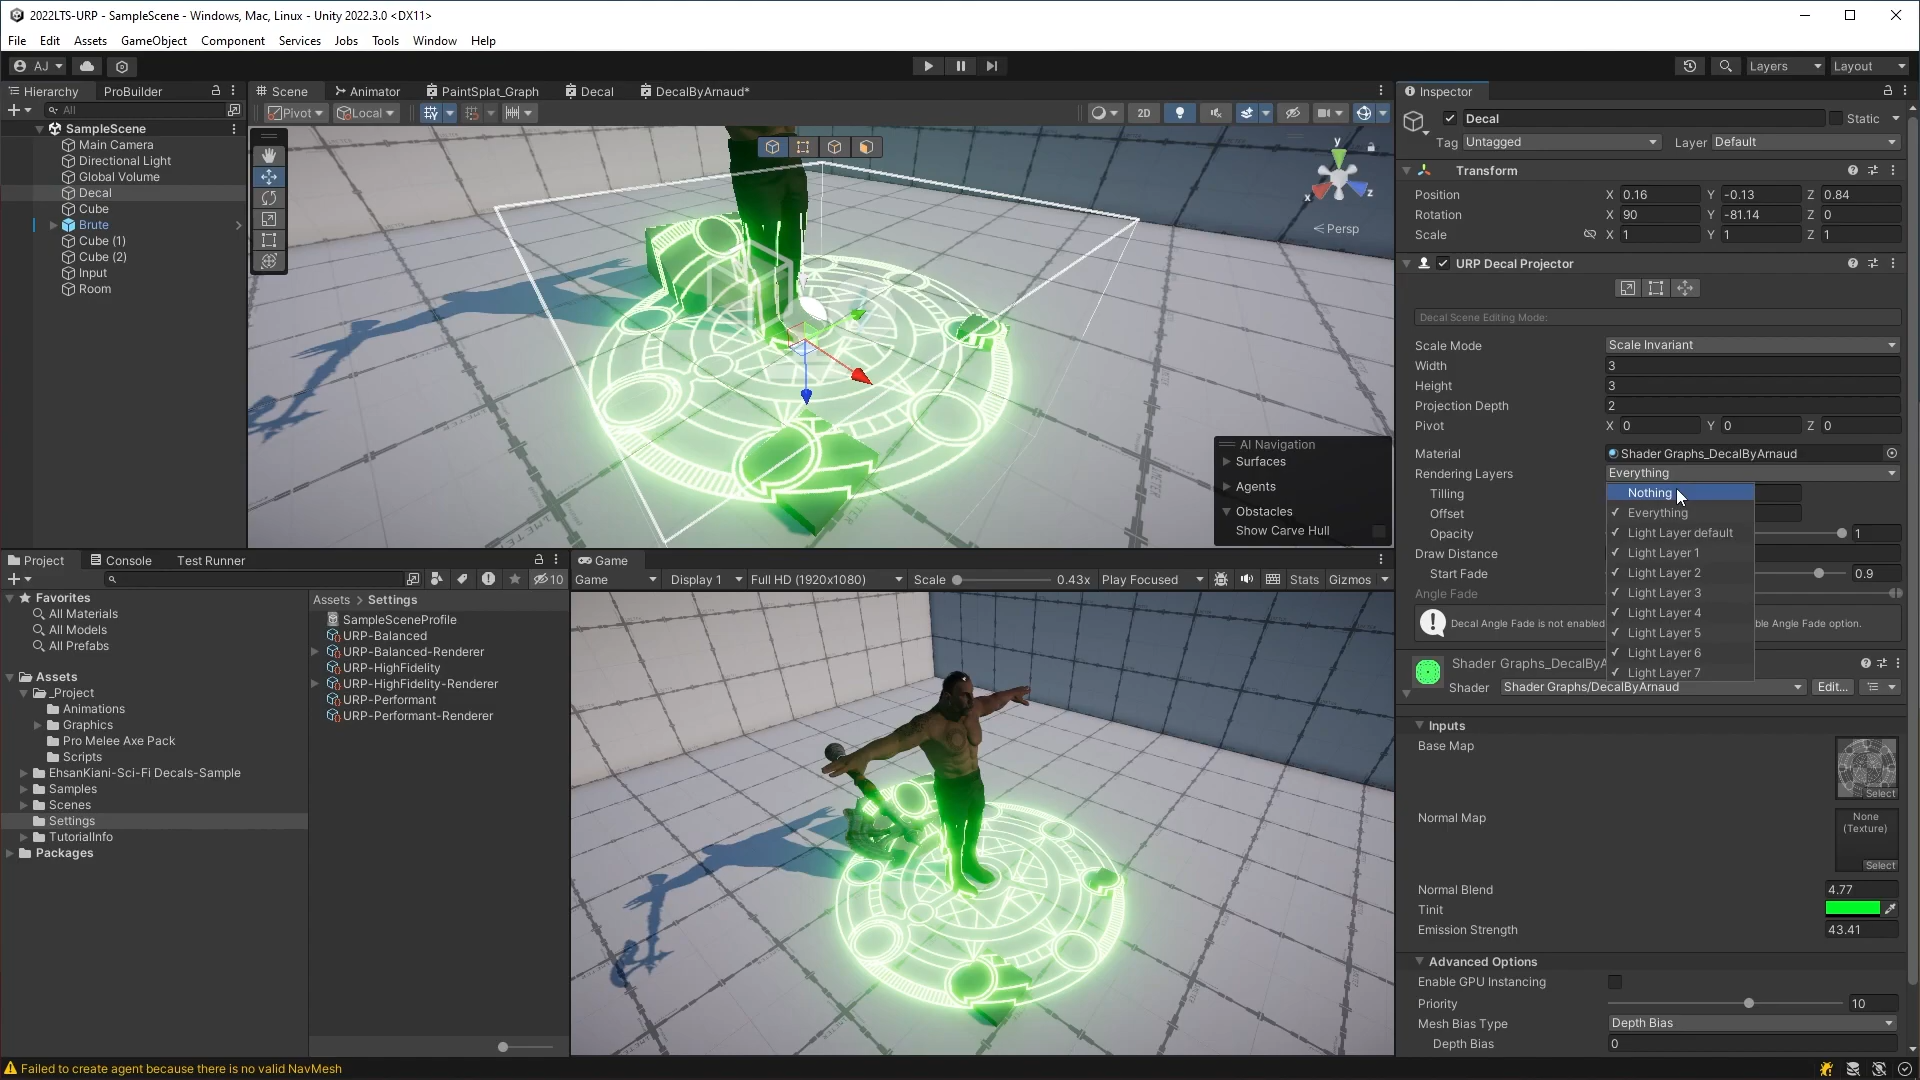 2022LTS-URP - SampleScene - Windows, Mac, Linux - Unity 2022.3.0 <DX11>
File Edit Assets GameObject Component Services Jobs Tools Window Help
AJ
Layers
Layout
Hierarchy ProBuilder
All
SampleScene
Main Camera
Directional Light
Global Volume
Decal
Cube
Brute
Cube (1)
Cube (2)
Input
Room
Scene Animator PaintSplat_Graph Decal DecalByArnaud*
Pivot Local
2D
y
x
z
Persp
AI Navigation
Surfaces
Agents
Obstacles
Show Carve Hull
Project Console Test Runner
10
Favorites
All Materials
All Models
All Prefabs
Assets
_Project
Animations
Graphics
Pro Melee Axe Pack
Scripts
EhsanKiani-Sci-Fi Decals-Sample
Samples
Scenes
Settings
TutorialInfo
Packages
Assets > Settings
SampleSceneProfile
URP-Balanced
URP-Balanced-Renderer
URP-HighFidelity
URP-HighFidelity-Renderer
URP-Performant
URP-Performant-Renderer
Game
Game Display 1 Full HD (1920x1080) Scale 0.43x Play Focused Stats Gizmos
Inspector
Decal
Static
Tag Untagged Layer Default
Transform
Position X 0.16 Y -0.13 Z 0.84
Rotation X 90 Y -81.14 Z 0
Scale X 1 Y 1 Z 1
URP Decal Projector
Decal Scene Editing Mode:
Scale Mode Scale Invariant
Width 3
Height 3
Projection Depth 2
Pivot X 0 Y 0 Z 0
Material Shader Graphs_DecalByArnaud
Rendering Layers Everything
Tilling
Offset
Opacity 1
Draw Distance
Start Fade 0.9
Angle Fade
Nothing
Everything
Light Layer default
Light Layer 1
Light Layer 2
Light Layer 3
Light Layer 4
Light Layer 5
Light Layer 6
Light Layer 7
Decal Angle Fade is not enabled
ble Angle Fade option.
Shader Graphs_DecalByA
Shader Shader Graphs/DecalByArnaud Edit...
Inputs
Base Map
Select
Normal Map
None
(Texture)
Select
Normal Blend 4.77
Tinit
Emission Strength 43.41
Advanced Options
Enable GPU Instancing
Priority 10
Mesh Bias Type Depth Bias
Depth Bias 0
Failed to create agent because there is no valid NavMesh